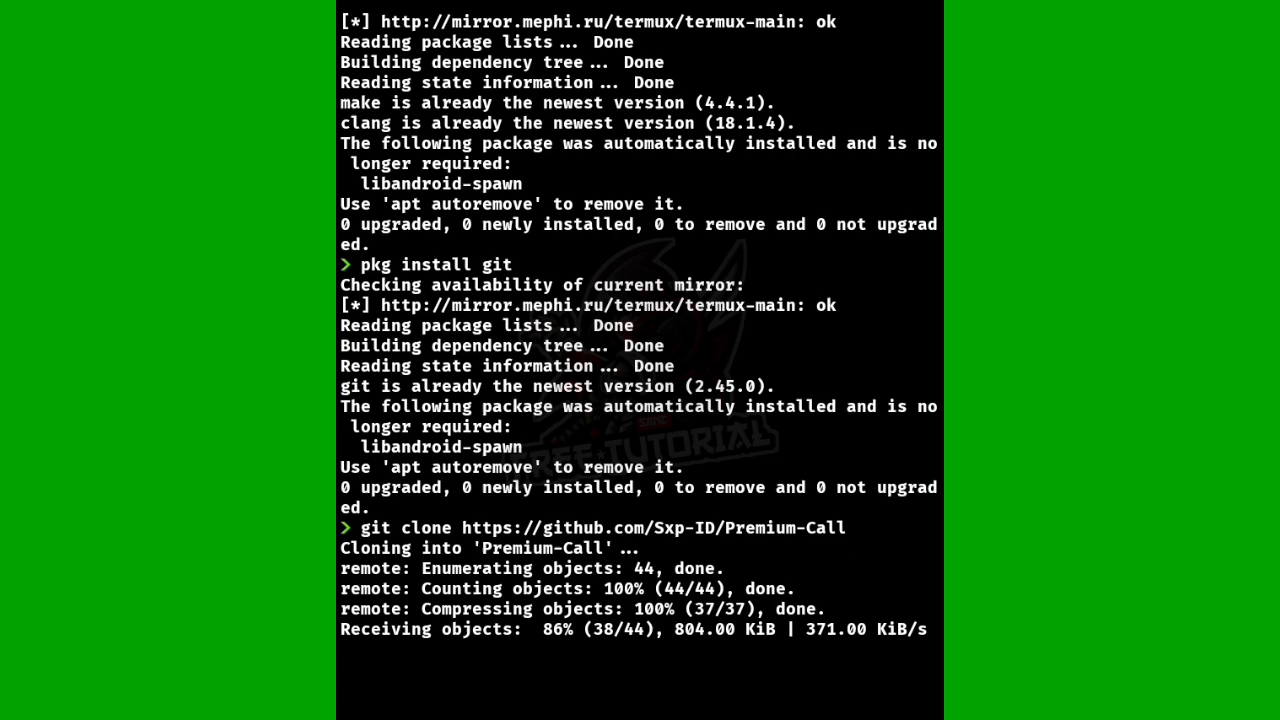 [*] http://mirror.mephi.ru/termux/termux-main: ok
Reading package lists... Done
Building dependency tree... Done
Reading state information... Done
make is already the newest version (4.4.1).
clang is already the newest version (18.1.4).
The following package was automatically installed and is no
longer required:
libandroid-spawn
Use 'apt autoremove' to remove it.
0 upgraded, 0 newly installed, 0 to remove and 0 not upgrad
ed.
❯ pkg install git
Checking availability of current mirror:
[*] http://mirror.mephi.ru/termux/termux-main: ok
Reading package lists... Done
Building dependency tree... Done
Reading state information... Done
git is already the newest version (2.45.0).
The following package was automatically installed and is no
longer required:
libandroid-spawn
Use 'apt autoremove' to remove it.
0 upgraded, 0 newly installed, 0 to remove and 0 not upgrad
ed.
❯ git clone https://github.com/Sxp-ID/Premium-Call
Cloning into 'Premium-Call'...
remote: Enumerating objects: 44, done.
remote: Counting objects: 100% (44/44), done.
remote: Compressing objects: 100% (37/37), done.
Receiving objects:  86% (38/44), 804.00 KiB | 371.00 KiB/s
FREE TUTORIAL